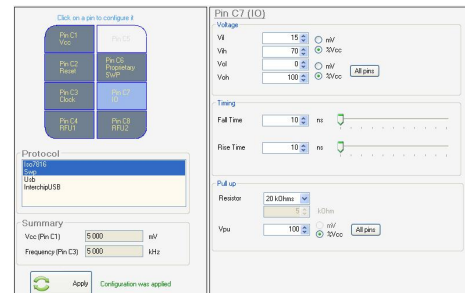 Click on a pin to configure it
Pin C1
Vcc
Pin C5
Pin C2
Reset
Pin C6
Proprietary
SWP
Pin C3
Clock
Pin C7
IO
Pin C4
RFU1
Pin C8
RFU2
Protocol
Iso7816
Swp
Usb
InterchipUSB
Summary
Vcc (Pin C1) 5 000 mV
Frequency (Pin C3) 5 000 kHz
Apply Configuration was applied
Pin C7 (IO)
Voltage
Vil 15 mV
Vih 70 %Vcc
Vol 0 mV
Voh 100 %Vcc All pins
Timing
Fall Time 10 ns
Rise Time 10 ns
Pull up
Resistor 20 kOhms
5 kOhm
Vpu 100 mV
%Vcc All pins